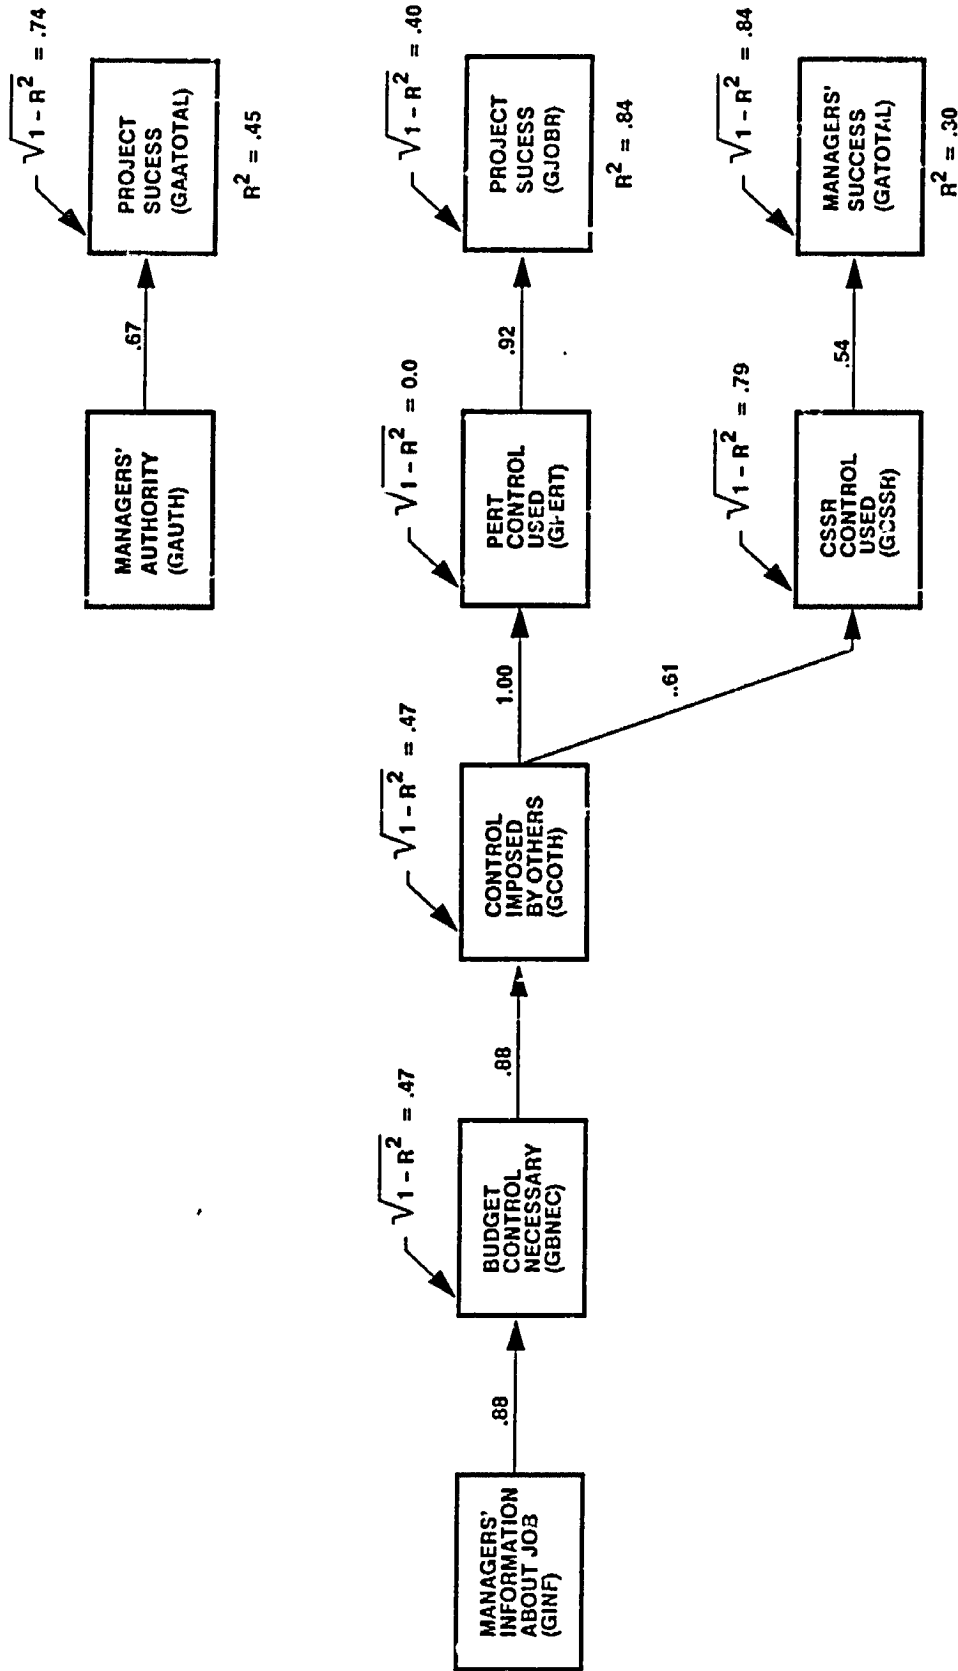 MANAGERS'
AUTHORITY
(GAUTH)
.67
PROJECT
SUCESS
(GAATOTAL)
√1 – R² = .74
R² = .45
MANAGERS'
INFORMATION
ABOUT JOB
(GINF)
.88
BUDGET
CONTROL
NECESSARY
(GBNEC)
√1 – R² = .47
.88
CONTROL
IMPOSED
BY OTHERS
(GCOTH)
√1 – R² = .47
1.00
PERT
CONTROL
USED
(GPERT)
√1 – R² = 0.0
.92
PROJECT
SUCESS
(GJOBR)
√1 – R² = .40
R² = .84
.61
CSSR
CONTROL
USED
(GCSSR)
√1 – R² = .79
.54
MANAGERS'
SUCCESS
(GATOTAL)
√1 – R² = .84
R² = .30